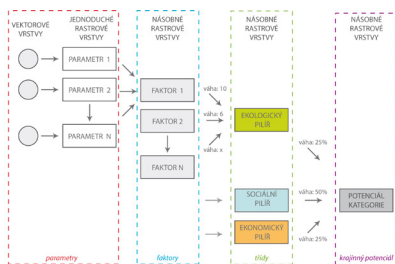 VEKTOROVÉ
VRSTVY
JEDNODUCHÉ
RASTROVÉ
VRSTVY
NÁSOBNÉ
RASTROVÉ
VRSTVY
NÁSOBNÉ
RASTROVÉ
VRSTVY
NÁSOBNÉ
RASTROVÉ
VRSTVY
PARAMETR 1
PARAMETR 2
PARAMETR N
FAKTOR 1
FAKTOR 2
FAKTOR N
váha: 10
váha: 6
váha: x
EKOLOGICKÝ
PILÍŘ
SOCIÁLNÍ
PILÍŘ
EKONOMICKÝ
PILÍŘ
váha: 25%
váha: 50%
váha: 25%
POTENCIÁL
KATEGORIE
parametry
faktory
třídy
krajinný potenciál